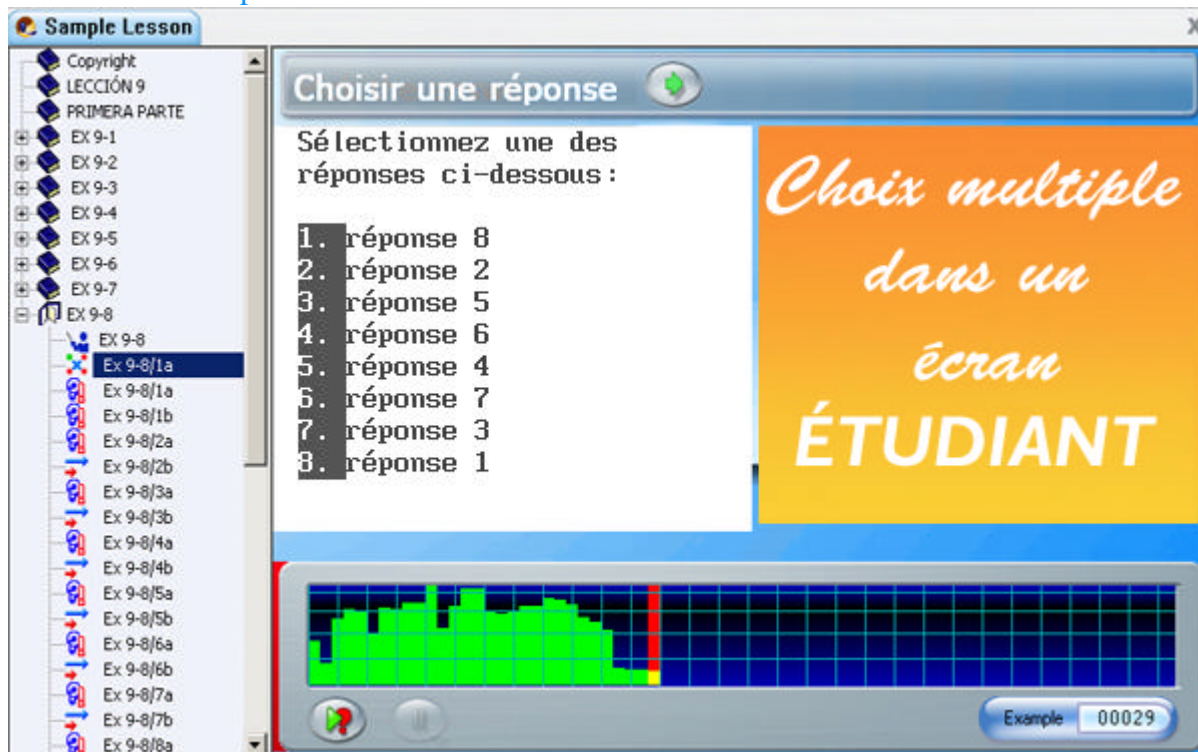 Sample Lesson
X
Copyright
LECCIÓN 9
PRIMERA PARTE
EX 9-1
EX 9-2
EX 9-3
EX 9-4
EX 9-5
EX 9-6
EX 9-7
EX 9-8
EX 9-8
Ex 9-8/1a
Ex 9-8/1a
Ex 9-8/1b
Ex 9-8/2a
Ex 9-8/2b
Ex 9-8/3a
Ex 9-8/3b
Ex 9-8/4a
Ex 9-8/4b
Ex 9-8/5a
Ex 9-8/5b
Ex 9-8/6a
Ex 9-8/6b
Ex 9-8/7a
Ex 9-8/7b
Ex 9-8/8a
Choisir une réponse
Sélectionnez une des
réponses ci-dessous:
1. réponse 8
2. réponse 2
3. réponse 5
4. réponse 6
5. réponse 4
6. réponse 7
7. réponse 3
8. réponse 1
Choix multiple
dans un
écran
ÉTUDIANT
Example 00029